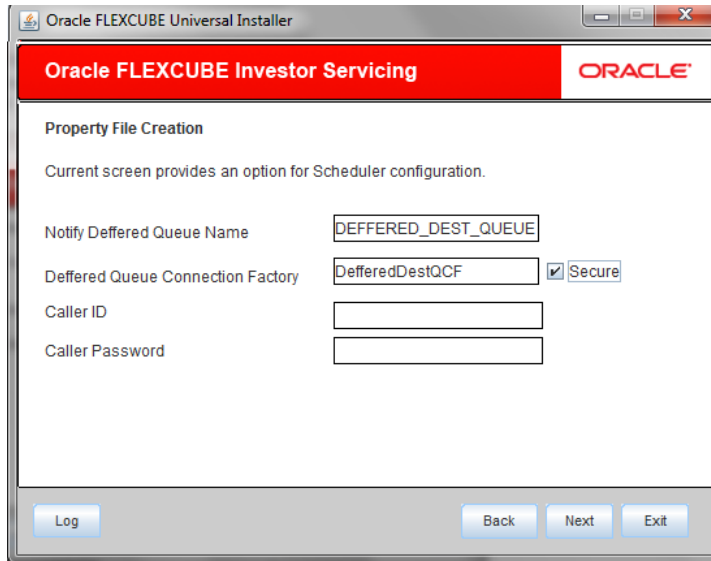 Oracle FLEXCUBE Universal Installer
Oracle FLEXCUBE Investor Servicing
ORACLE
Property File Creation
Current screen provides an option for Scheduler configuration.
Notify Deffered Queue Name DEFFERED_DEST_QUEUE
Deffered Queue Connection Factory DefferedDestQCF Secure
Caller ID
Caller Password
Log Back Next Exit